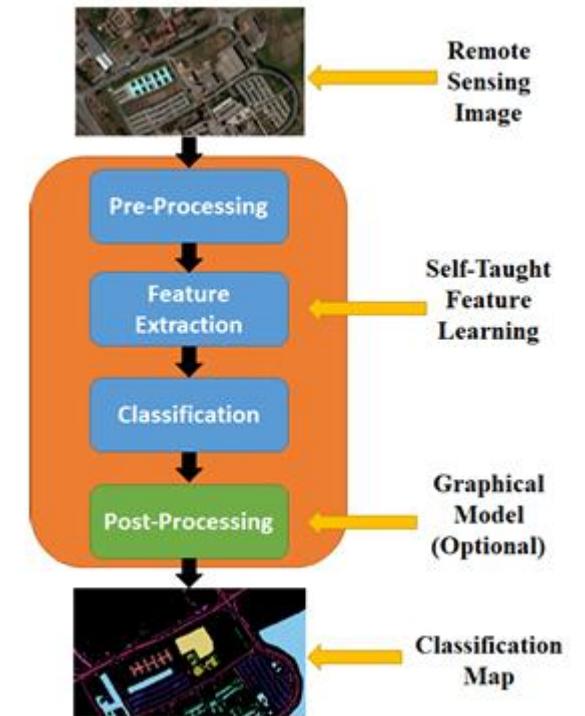 Remote
Sensing
Image
Pre-Processing
Feature
Extraction
Self-Taught
Feature
Learning
Classification
Post-Processing
Graphical
Model
(Optional)
Classification
Map